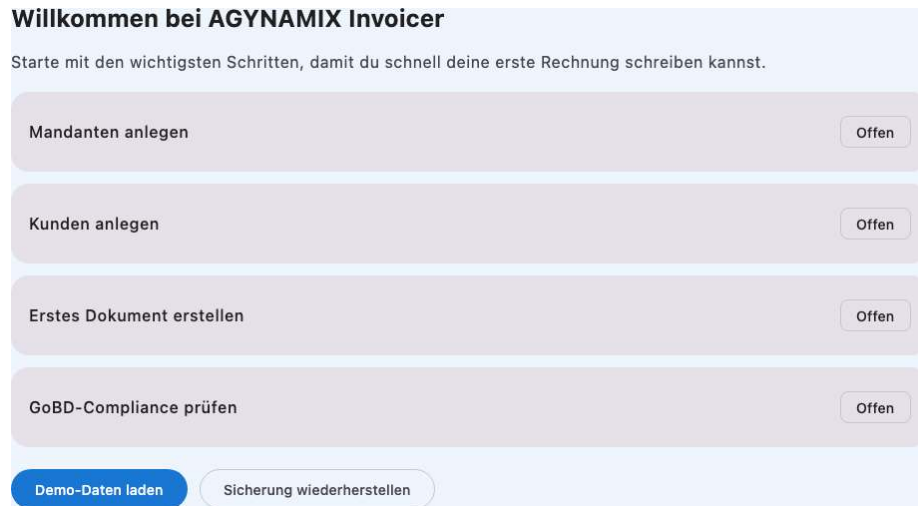 Willkommen bei AGYNAMIX Invoicer
Starte mit den wichtigsten Schritten, damit du schnell deine erste Rechnung schreiben kannst.
Mandanten anlegen Offen
Kunden anlegen Offen
Erstes Dokument erstellen Offen
GoBD-Compliance prüfen Offen
Demo-Daten laden Sicherung wiederherstellen